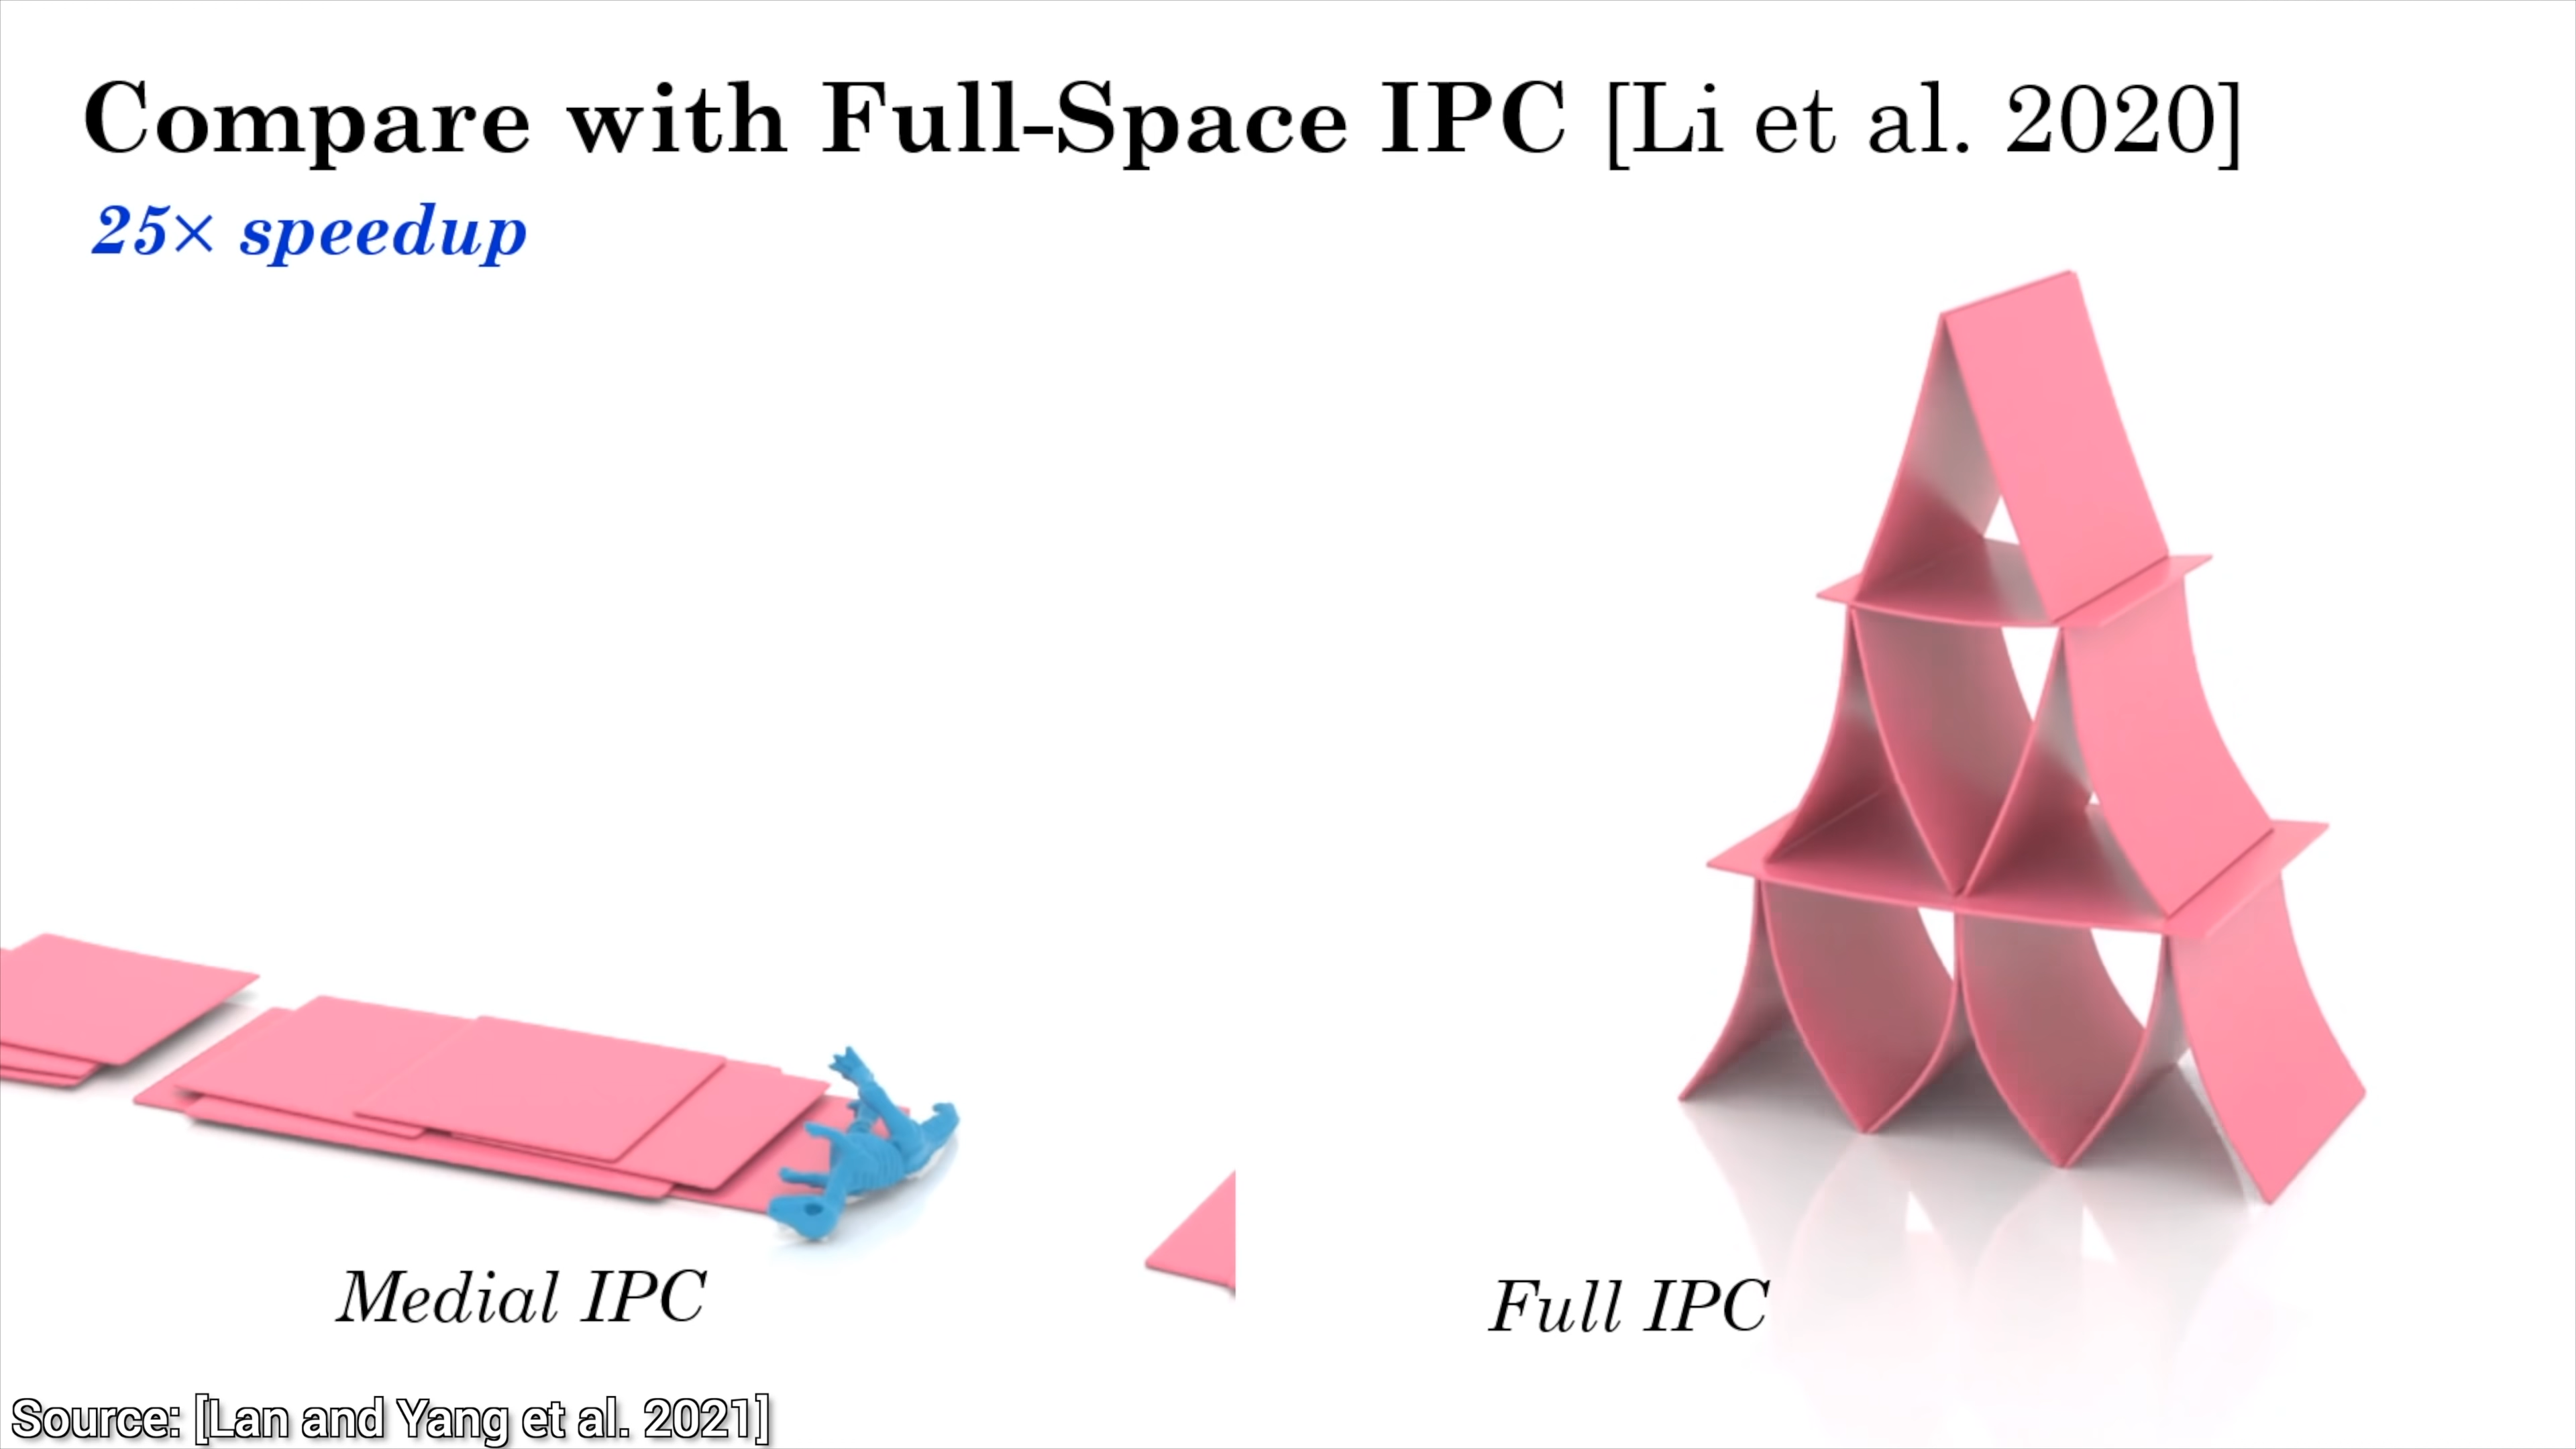 Compare with Full-Space IPC [Li et al. 2020]
25× speedup
Medial IPC
Full IPC
Source: [Lan and Yang et al. 2021]